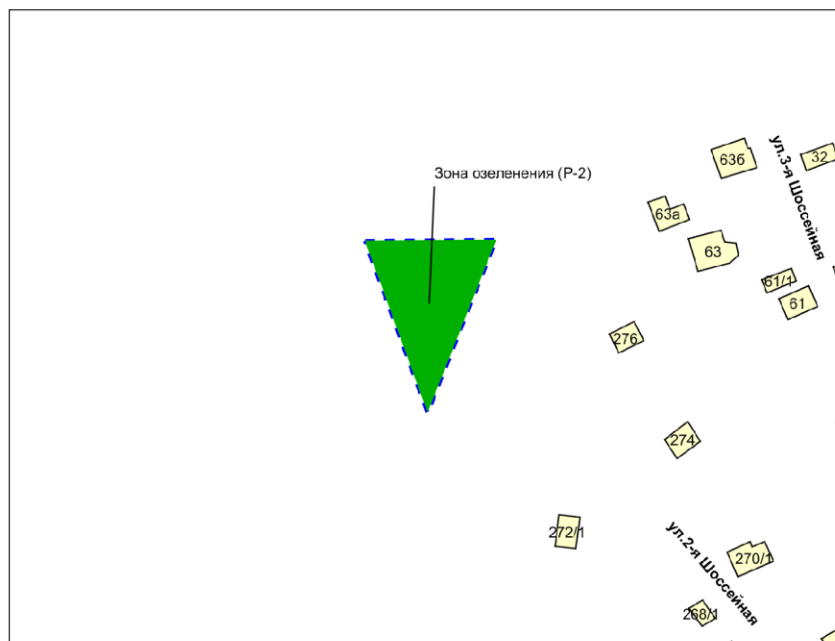 63б
32
ул.3-я Шоссейная
Зона озеленения (Р-2)
63а
63
61/1
61
276
274
272/1
ул.2-я Шоссейная
270/1
268/1